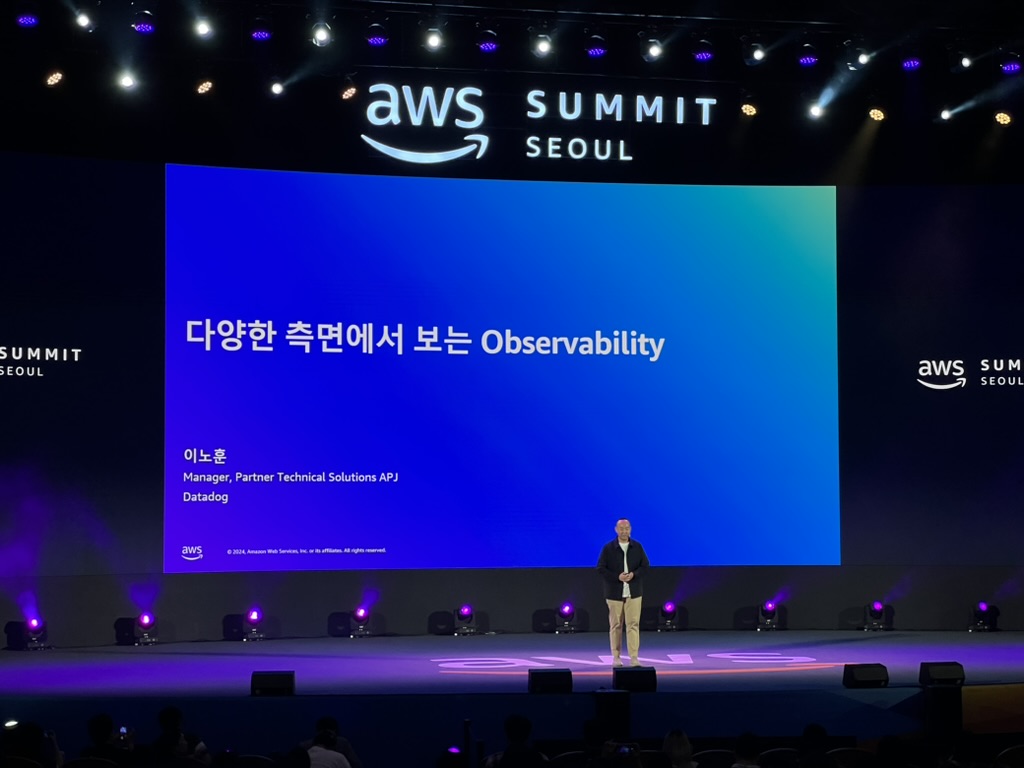 aws SUMMIT
SEOUL
다양한 측면에서 보는 Observability
이노훈
Manager, Partner Technical Solutions APJ
Datadog
aws © 2024, Amazon Web Services, Inc. or its affiliates. All rights reserved.
SUMMIT
SEOUL
aws SUM
SEOUL
aws